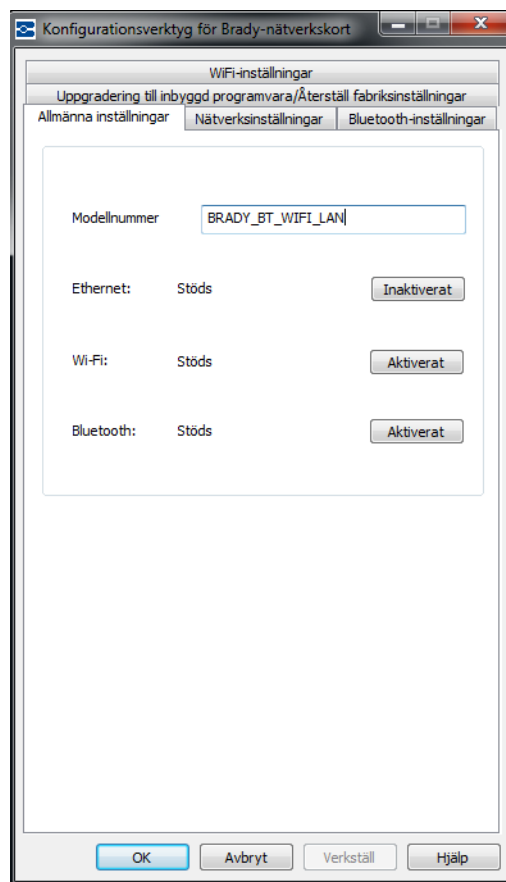 Konfigurationsverktyg för Brady-nätverkskort
WiFi-inställningar
Uppgradering till inbyggd programvara/Återställ fabriksinställningar
Allmänna inställningar Nätverksinställningar Bluetooth-inställningar
Modellnummer BRADY_BT_WIFI_LAN
Ethernet: Stöds Inaktiverat
Wi-Fi: Stöds Aktiverat
Bluetooth: Stöds Aktiverat
OK Avbryt Verkställ Hjälp